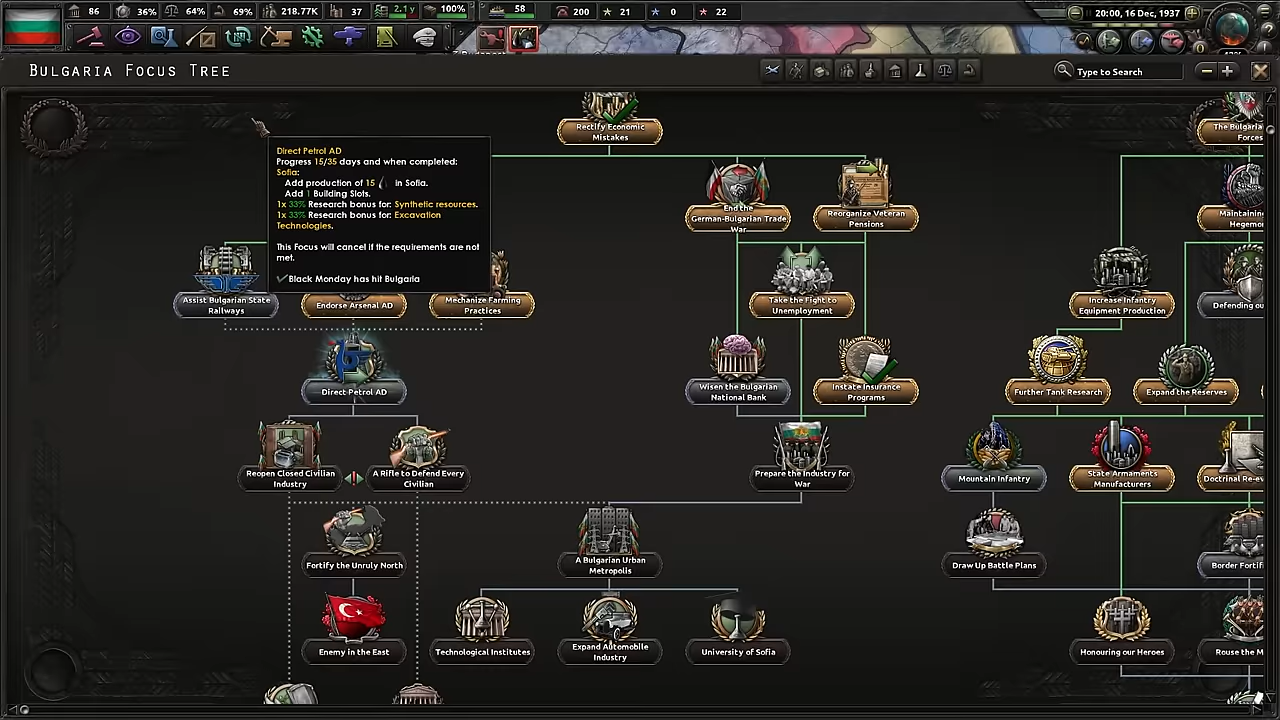 86
36%
64%
69%
218.77K
37
2.1 y
100%
58
200
21
0
22
20:00, 16 Dec, 1937
BULGARIA FOCUS TREE
Type to Search
Rectify Economic
Mistakes
The Bulgaria
Forces
Direct Petrol AD
Progress 15/35 days and when completed:
Sofia:
Add production of 15 in Sofia.
Add 1 Building Slots.
1x 33% Research bonus for: Synthetic resources.
1x 33% Research bonus for: Excavation
Technologies.
This Focus will cancel if the requirements are not
met.
Black Monday has hit Bulgaria
End the
German-Bulgarian Trade
War
Reorganize Veteran
Pensions
Maintaining
Hegemo
Assist Bulgarian State
Railways
Endorse Arsenal AD
Mechanize Farming
Practices
Take the Fight to
Unemployment
Increase Infantry
Equipment Production
Defending ou
Direct Petrol AD
Wisen the Bulgarian
National Bank
Instate Insurance
Programs
Further Tank Research
Expand the Reserves
Reopen Closed Civilian
Industry
A Rifle to Defend Every
Civilian
Prepare the Industry for
War
Mountain Infantry
State Armaments
Manufacturers
Doctrinal Re-ev
Fortify the Unruly North
A Bulgarian Urban
Metropolis
Draw Up Battle Plans
Border Fortif
Enemy in the East
Technological Institutes
Expand Automobile
Industry
University of Sofia
Honouring our Heroes
Rouse the M